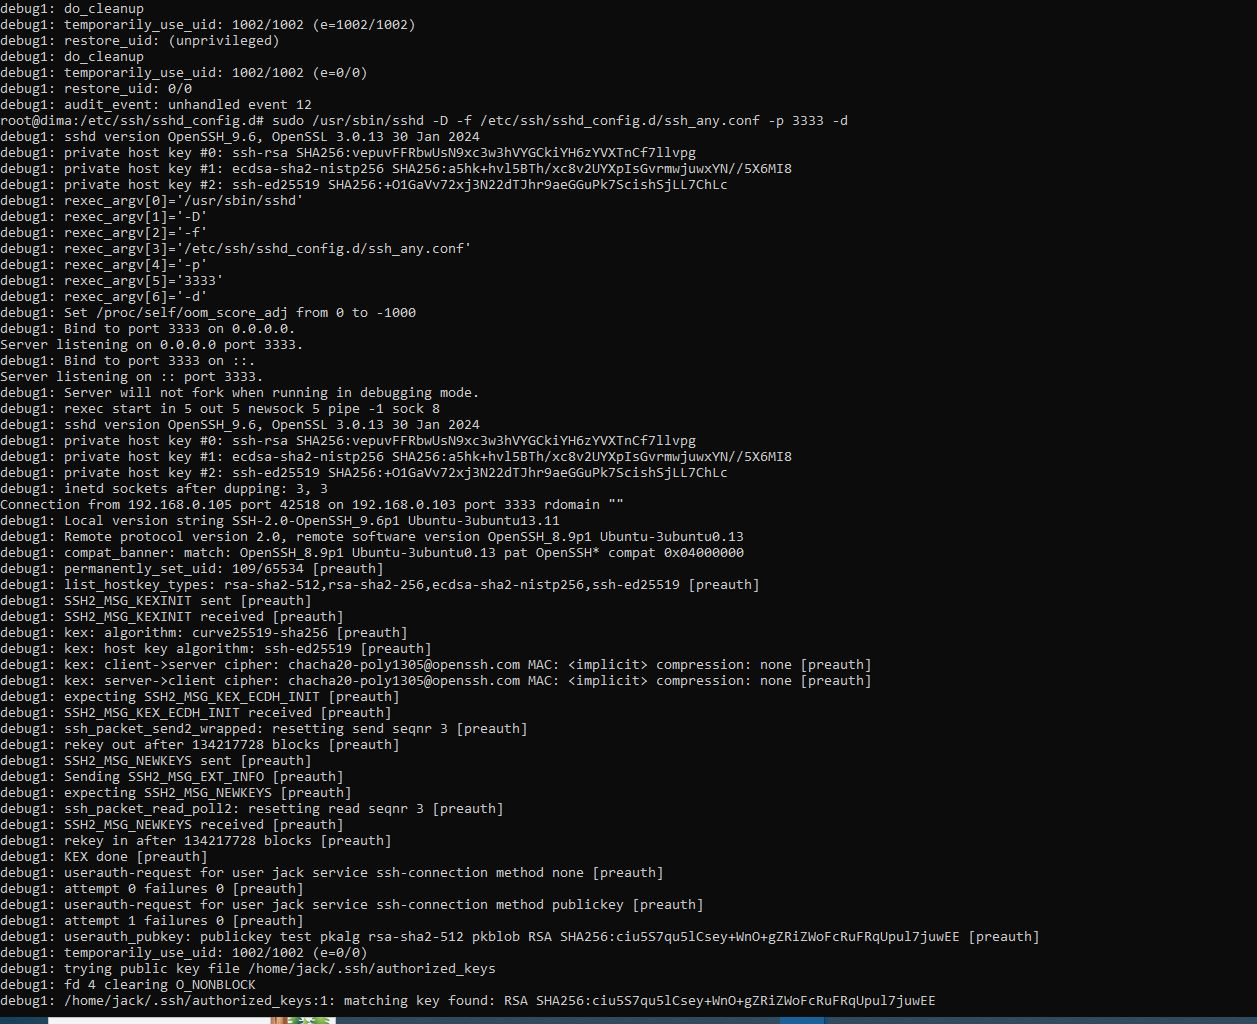 debug1: do_cleanup
debug1: temporarily_use_uid: 1002/1002 (e=1002/1002)
debug1: restore_uid: (unprivileged)
debug1: do_cleanup
debug1: temporarily_use_uid: 1002/1002 (e=0/0)
debug1: restore_uid: 0/0
debug1: audit_event: unhandled event 12
root@dima:/etc/ssh/sshd_config.d# sudo /usr/sbin/sshd -D -f /etc/ssh/sshd_config.d/ssh_any.conf -p 3333 -d
debug1: sshd version OpenSSH_9.6, OpenSSL 3.0.13 30 Jan 2024
debug1: private host key #0: ssh-rsa SHA256:vepuvFFRbwUsN9xc3w3hVYGCkiYH6zYVXTnCf7llvpg
debug1: private host key #1: ecdsa-sha2-nistp256 SHA256:a5hk+hvl5BTh/xc8v2UYXpIsGvrmwjuwxYN//5X6MI8
debug1: private host key #2: ssh-ed25519 SHA256:+O1GaVv72xj3N22dTJhr9aeGGuPk7ScishSjLL7ChLc
debug1: rexec_argv[0]='/usr/sbin/sshd'
debug1: rexec_argv[1]='-D'
debug1: rexec_argv[2]='-f'
debug1: rexec_argv[3]='/etc/ssh/sshd_config.d/ssh_any.conf'
debug1: rexec_argv[4]='-p'
debug1: rexec_argv[5]='3333'
debug1: rexec_argv[6]='-d'
debug1: Set /proc/self/oom_score_adj from 0 to -1000
debug1: Bind to port 3333 on 0.0.0.0.
Server listening on 0.0.0.0 port 3333.
debug1: Bind to port 3333 on ::.
Server listening on :: port 3333.
debug1: Server will not fork when running in debugging mode.
debug1: rexec start in 5 out 5 newsock 5 pipe -1 sock 8
debug1: sshd version OpenSSH_9.6, OpenSSL 3.0.13 30 Jan 2024
debug1: private host key #0: ssh-rsa SHA256:vepuvFFRbwUsN9xc3w3hVYGCkiYH6zYVXTnCf7llvpg
debug1: private host key #1: ecdsa-sha2-nistp256 SHA256:a5hk+hvl5BTh/xc8v2UYXpIsGvrmwjuwxYN//5X6MI8
debug1: private host key #2: ssh-ed25519 SHA256:+O1GaVv72xj3N22dTJhr9aeGGuPk7ScishSjLL7ChLc
debug1: inetd sockets after dupping: 3, 3
Connection from 192.168.0.105 port 42518 on 192.168.0.103 port 3333 rdomain ""
debug1: Local version string SSH-2.0-OpenSSH_9.6p1 Ubuntu-3ubuntu13.11
debug1: Remote protocol version 2.0, remote software version OpenSSH_8.9p1 Ubuntu-3ubuntu0.13
debug1: compat_banner: match: OpenSSH_8.9p1 Ubuntu-3ubuntu0.13 pat OpenSSH* compat 0x04000000
debug1: permanently_set_uid: 109/65534 [preauth]
debug1: list_hostkey_types: rsa-sha2-512,rsa-sha2-256,ecdsa-sha2-nistp256,ssh-ed25519 [preauth]
debug1: SSH2_MSG_KEXINIT sent [preauth]
debug1: SSH2_MSG_KEXINIT received [preauth]
debug1: kex: algorithm: curve25519-sha256 [preauth]
debug1: kex: host key algorithm: ssh-ed25519 [preauth]
debug1: kex: client->server cipher: chacha20-poly1305@openssh.com MAC: <implicit> compression: none [preauth]
debug1: kex: server->client cipher: chacha20-poly1305@openssh.com MAC: <implicit> compression: none [preauth]
debug1: expecting SSH2_MSG_KEX_ECDH_INIT [preauth]
debug1: SSH2_MSG_KEX_ECDH_INIT received [preauth]
debug1: ssh_packet_send2_wrapped: resetting send seqnr 3 [preauth]
debug1: rekey out after 134217728 blocks [preauth]
debug1: SSH2_MSG_NEWKEYS sent [preauth]
debug1: Sending SSH2_MSG_EXT_INFO [preauth]
debug1: expecting SSH2_MSG_NEWKEYS [preauth]
debug1: ssh_packet_read_poll2: resetting read seqnr 3 [preauth]
debug1: SSH2_MSG_NEWKEYS received [preauth]
debug1: rekey in after 134217728 blocks [preauth]
debug1: KEX done [preauth]
debug1: userauth-request for user jack service ssh-connection method none [preauth]
debug1: attempt 0 failures 0 [preauth]
debug1: userauth-request for user jack service ssh-connection method publickey [preauth]
debug1: attempt 1 failures 0 [preauth]
debug1: userauth_pubkey: publickey test pkalg rsa-sha2-512 pkblob RSA SHA256:ciu5S7qu5lCsey+WnO+gZRiZWoFcRuFRqUpul7juwEE [preauth]
debug1: temporarily_use_uid: 1002/1002 (e=0/0)
debug1: trying public key file /home/jack/.ssh/authorized_keys
debug1: fd 4 clearing O_NONBLOCK
debug1: /home/jack/.ssh/authorized_keys:1: matching key found: RSA SHA256:ciu5S7qu5lCsey+WnO+gZRiZWoFcRuFRqUpul7juwEE